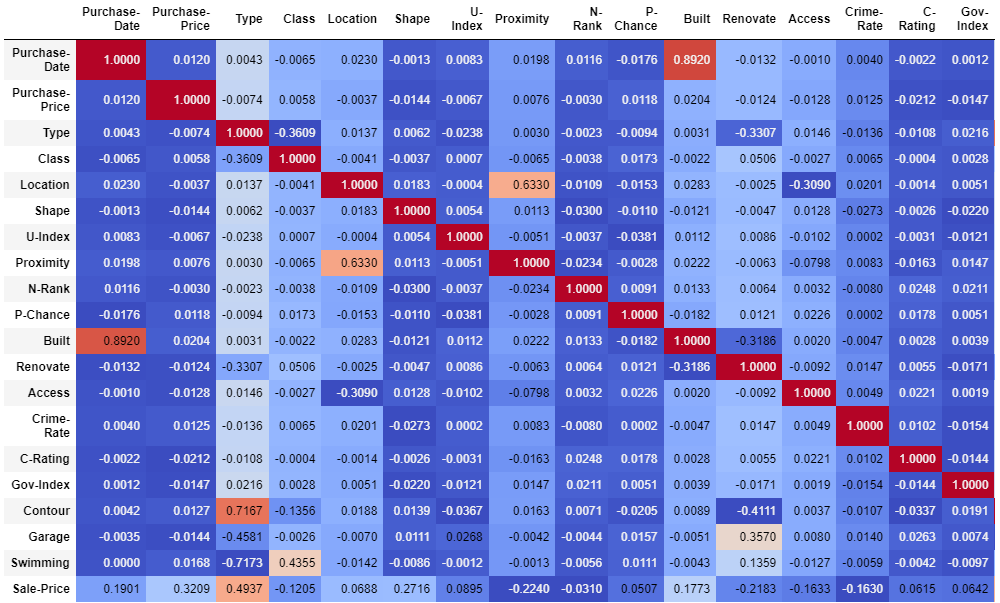 Purchase-Date Purchase-Price Type Class Location Shape U-Index Proximity N-Rank P-Chance Built Renovate Access Crime-Rate C-Rating Gov-Index
Purchase-Date 1.0000 0.0120 0.0043 -0.0065 0.0230 -0.0013 0.0083 0.0198 0.0116 -0.0176 0.8920 -0.0132 -0.0010 0.0040 -0.0022 0.0012
Purchase-Price 0.0120 1.0000 -0.0074 0.0058 -0.0037 -0.0144 -0.0067 0.0076 -0.0030 0.0118 0.0204 -0.0124 -0.0128 0.0125 -0.0212 -0.0147
Type 0.0043 -0.0074 1.0000 -0.3609 0.0137 0.0062 -0.0238 0.0030 -0.0023 -0.0094 0.0031 -0.3307 0.0146 -0.0136 -0.0108 0.0216
Class -0.0065 0.0058 -0.3609 1.0000 -0.0041 -0.0037 0.0007 -0.0065 -0.0038 0.0173 -0.0022 0.0506 -0.0027 0.0065 -0.0004 0.0028
Location 0.0230 -0.0037 0.0137 -0.0041 1.0000 0.0183 -0.0004 0.6330 -0.0109 -0.0153 0.0283 -0.0025 -0.3090 0.0201 -0.0014 0.0051
Shape -0.0013 -0.0144 0.0062 -0.0037 0.0183 1.0000 0.0054 0.0113 -0.0300 -0.0110 -0.0121 -0.0047 0.0128 -0.0273 -0.0026 -0.0220
U-Index 0.0083 -0.0067 -0.0238 0.0007 -0.0004 0.0054 1.0000 -0.0051 -0.0037 -0.0381 0.0112 0.0086 -0.0102 0.0002 -0.0031 -0.0121
Proximity 0.0198 0.0076 0.0030 -0.0065 0.6330 0.0113 -0.0051 1.0000 -0.0234 -0.0028 0.0222 -0.0063 -0.0798 0.0083 -0.0163 0.0147
N-Rank 0.0116 -0.0030 -0.0023 -0.0038 -0.0109 -0.0300 -0.0037 -0.0234 1.0000 0.0091 0.0133 0.0064 0.0032 -0.0080 0.0248 0.0211
P-Chance -0.0176 0.0118 -0.0094 0.0173 -0.0153 -0.0110 -0.0381 -0.0028 0.0091 1.0000 -0.0182 0.0121 0.0226 0.0002 0.0178 0.0051
Built 0.8920 0.0204 0.0031 -0.0022 0.0283 -0.0121 0.0112 0.0222 0.0133 -0.0182 1.0000 -0.3186 0.0020 -0.0047 0.0028 0.0039
Renovate -0.0132 -0.0124 -0.3307 0.0506 -0.0025 -0.0047 0.0086 -0.0063 0.0064 0.0121 -0.3186 1.0000 -0.0092 0.0147 0.0055 -0.0171
Access -0.0010 -0.0128 0.0146 -0.0027 -0.3090 0.0128 -0.0102 -0.0798 0.0032 0.0226 0.0020 -0.0092 1.0000 0.0049 0.0221 0.0019
Crime-Rate 0.0040 0.0125 -0.0136 0.0065 0.0201 -0.0273 0.0002 0.0083 -0.0080 0.0002 -0.0047 0.0147 0.0049 1.0000 0.0102 -0.0154
C-Rating -0.0022 -0.0212 -0.0108 -0.0004 -0.0014 -0.0026 -0.0031 -0.0163 0.0248 0.0178 0.0028 0.0055 0.0221 0.0102 1.0000 -0.0144
Gov-Index 0.0012 -0.0147 0.0216 0.0028 0.0051 -0.0220 -0.0121 0.0147 0.0211 0.0051 0.0039 -0.0171 0.0019 -0.0154 -0.0144 1.0000
Contour 0.0042 0.0127 0.7167 -0.1356 0.0188 0.0139 -0.0367 0.0163 0.0071 -0.0205 0.0089 -0.4111 0.0037 -0.0107 -0.0337 0.0191
Garage -0.0035 -0.0144 -0.4581 -0.0026 -0.0070 0.0111 0.0268 -0.0042 -0.0044 0.0157 -0.0051 0.3570 0.0080 0.0140 0.0263 0.0074
Swimming 0.0000 0.0168 -0.7173 0.4355 -0.0142 -0.0086 -0.0012 -0.0013 -0.0056 0.0111 -0.0043 0.1359 -0.0127 -0.0059 -0.0042 -0.0097
Sale-Price 0.1901 0.3209 0.4937 -0.1205 0.0688 0.2716 0.0895 -0.2240 -0.0310 0.0507 0.1773 -0.2183 -0.1633 -0.1630 0.0615 0.0642